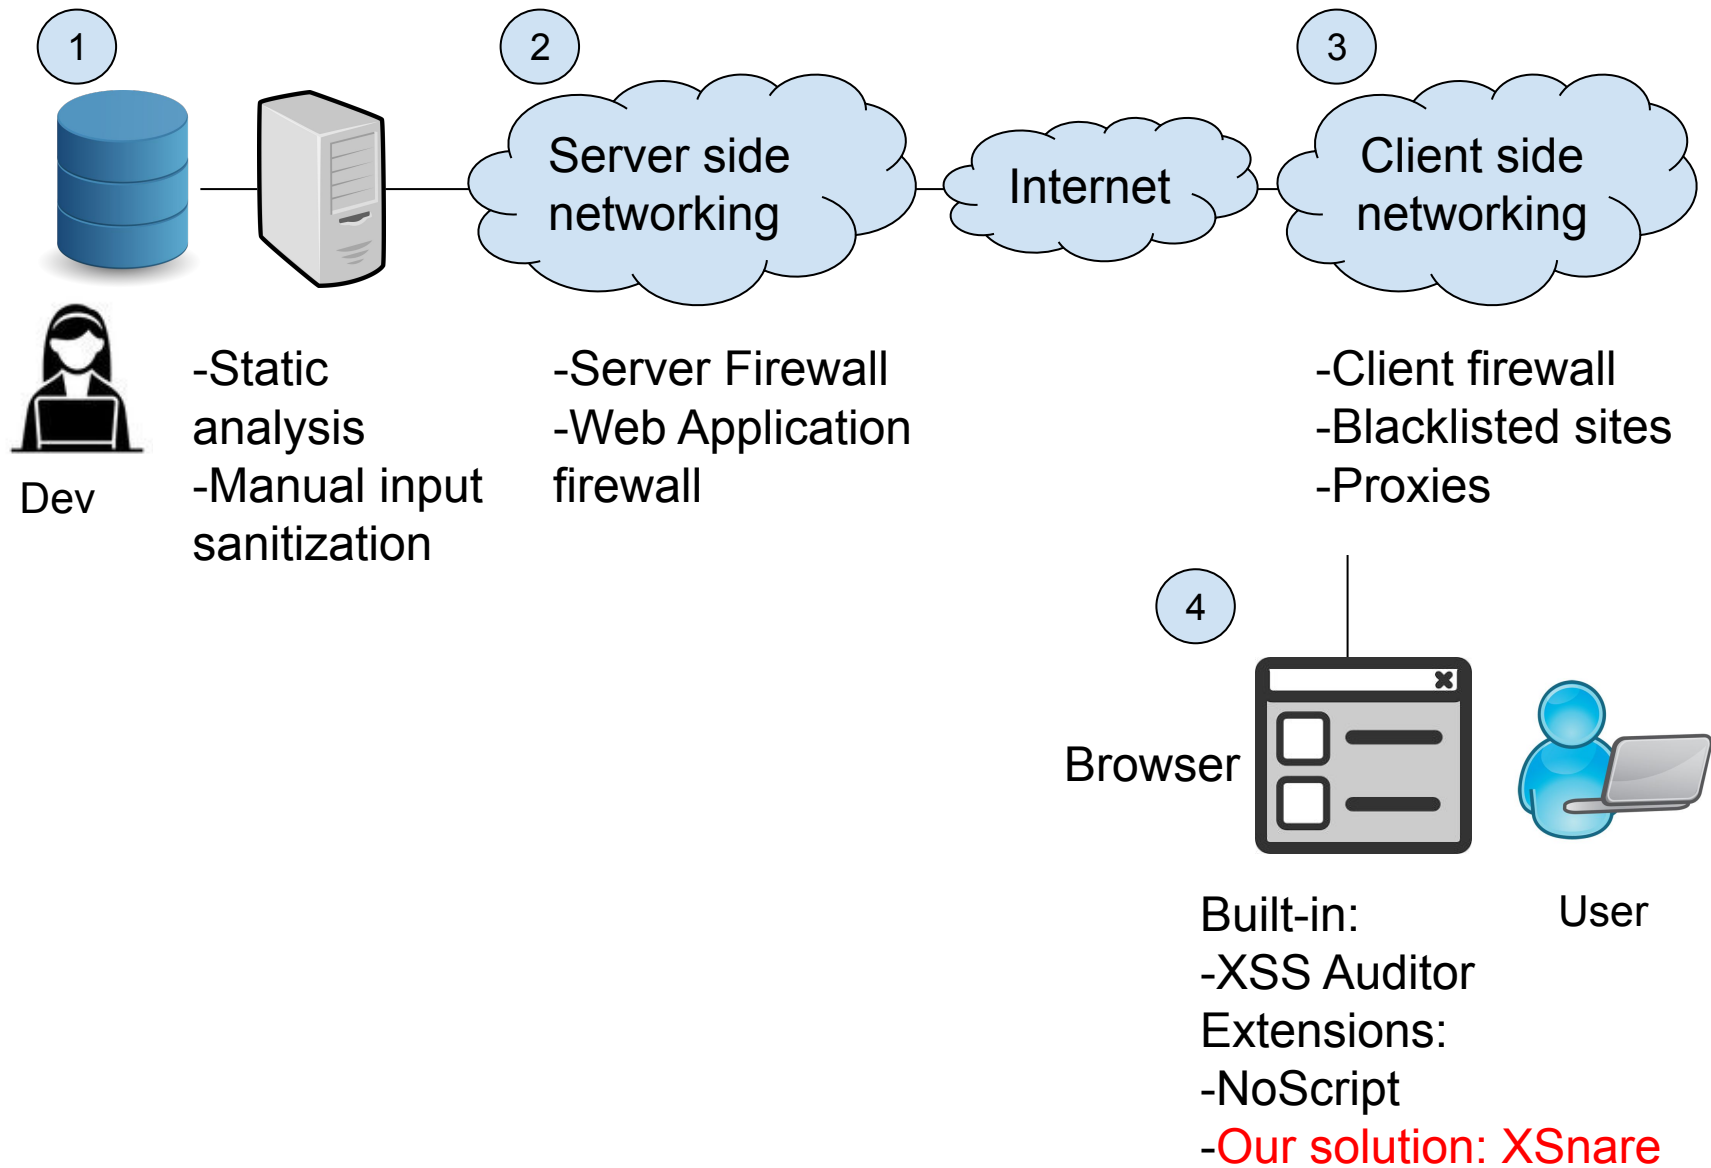 1
2
3
Server side
networking
Internet
Client side
networking
Dev
-Static
analysis
-Manual input
sanitization
-Server Firewall
-Web Application
firewall
-Client firewall
-Blacklisted sites
-Proxies
4
Browser
User
Built-in:
-XSS Auditor
Extensions:
-NoScript
-Our solution: XSnare